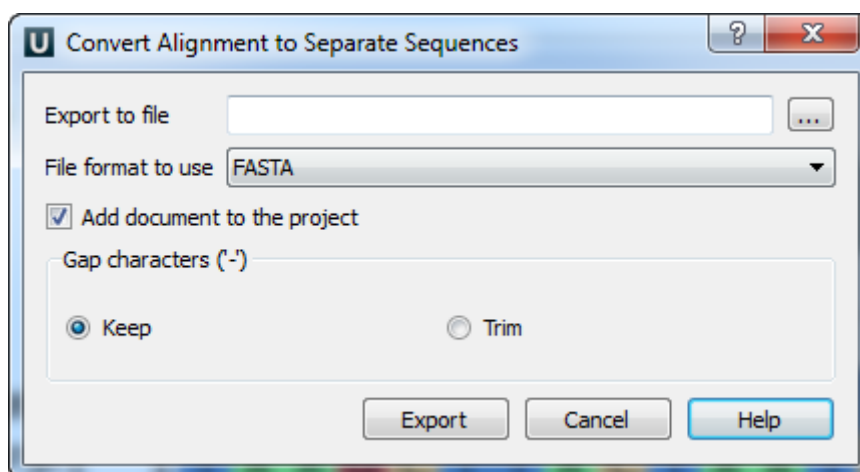 U Convert Alignment to Separate Sequences ? X
Export to file ...
File format to use FASTA
Add document to the project
Gap characters ('-')
Keep Trim
Export Cancel Help